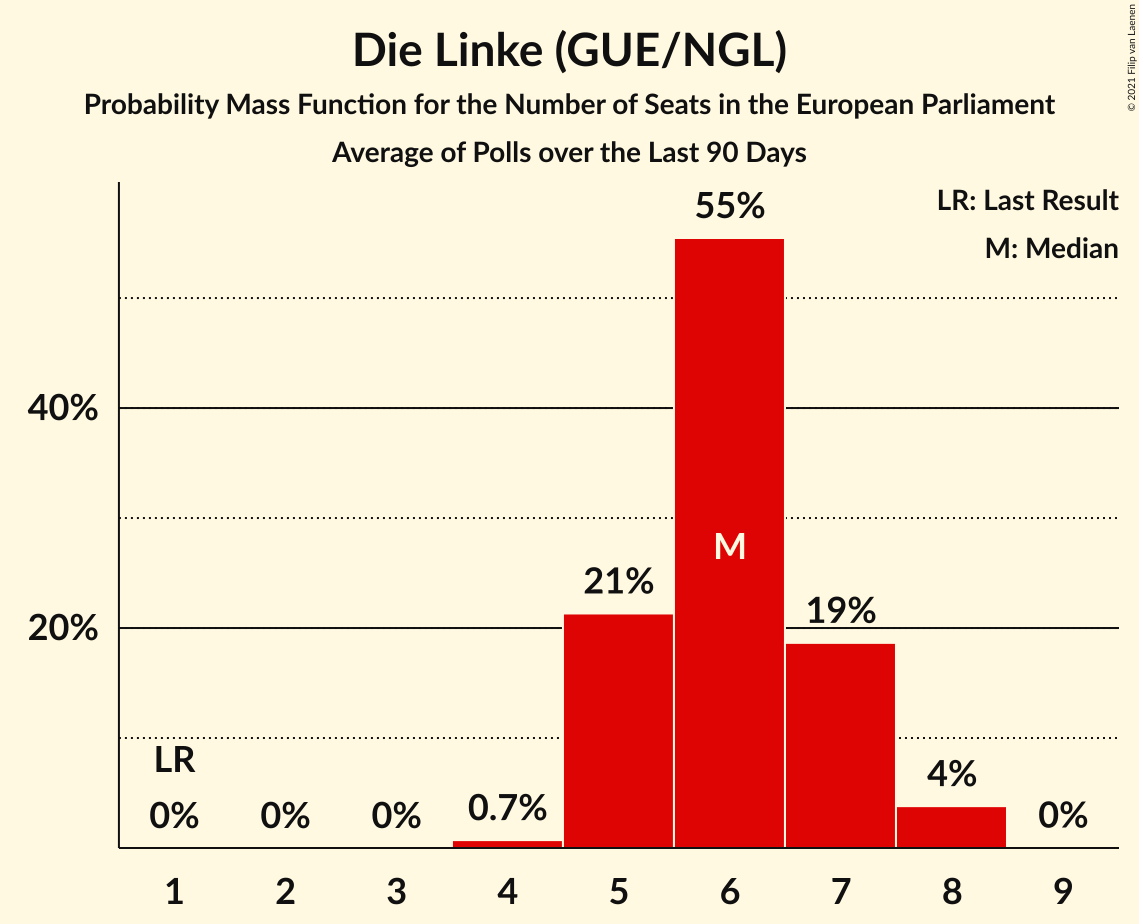 Die Linke (GUE/NGL)
Probability Mass Function for the Number of Seats in the European Parliament
Average of Polls over the Last 90 Days
© 2021 Filip van Laenen
LR: Last Result
M: Median
55%
40%
M
21%
20%
19%
LR
0%
0%
0%
0.7%
4%
0%
1 2 3 4 5 6 7 8 9